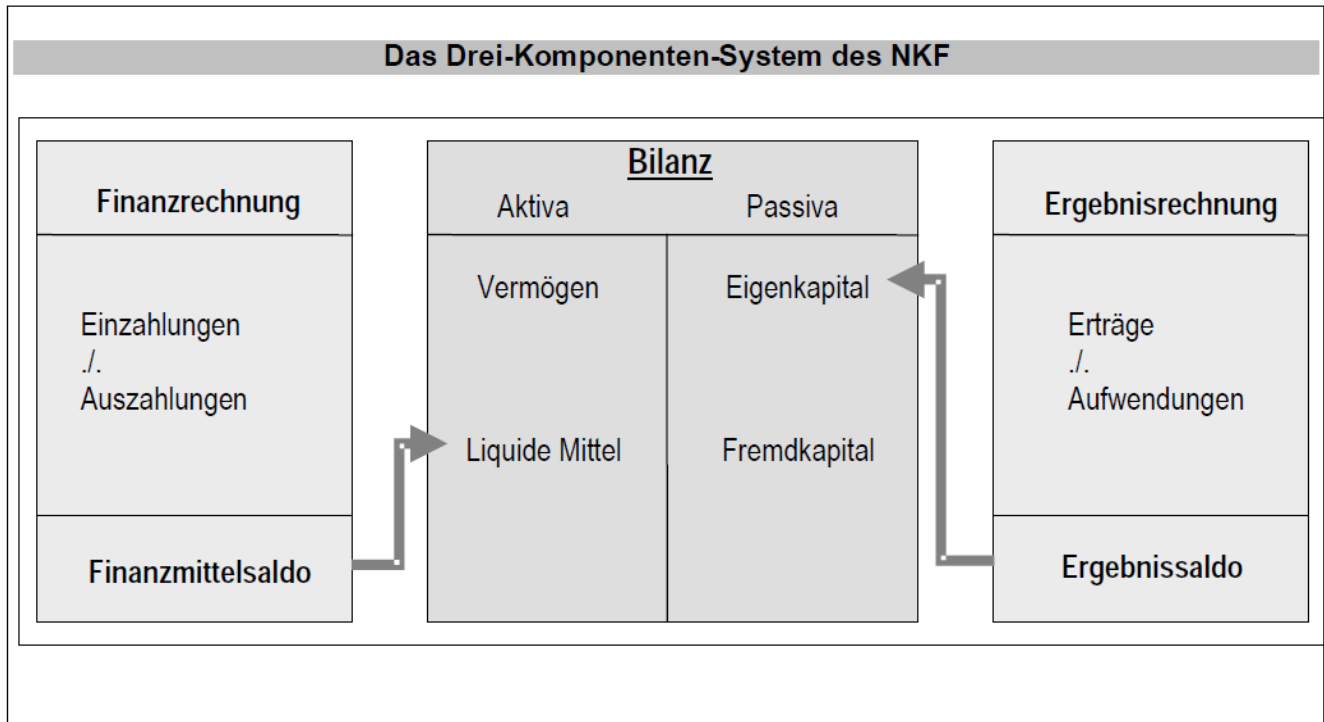 Das Drei-Komponenten-System des NKF
Finanzrechnung
Einzahlungen
./.
Auszahlungen
Finanzmittelsaldo
Bilanz
Aktiva Passiva
Vermögen Eigenkapital
Liquide Mittel Fremdkapital
Ergebnisrechnung
Erträge
./.
Aufwendungen
Ergebnissaldo